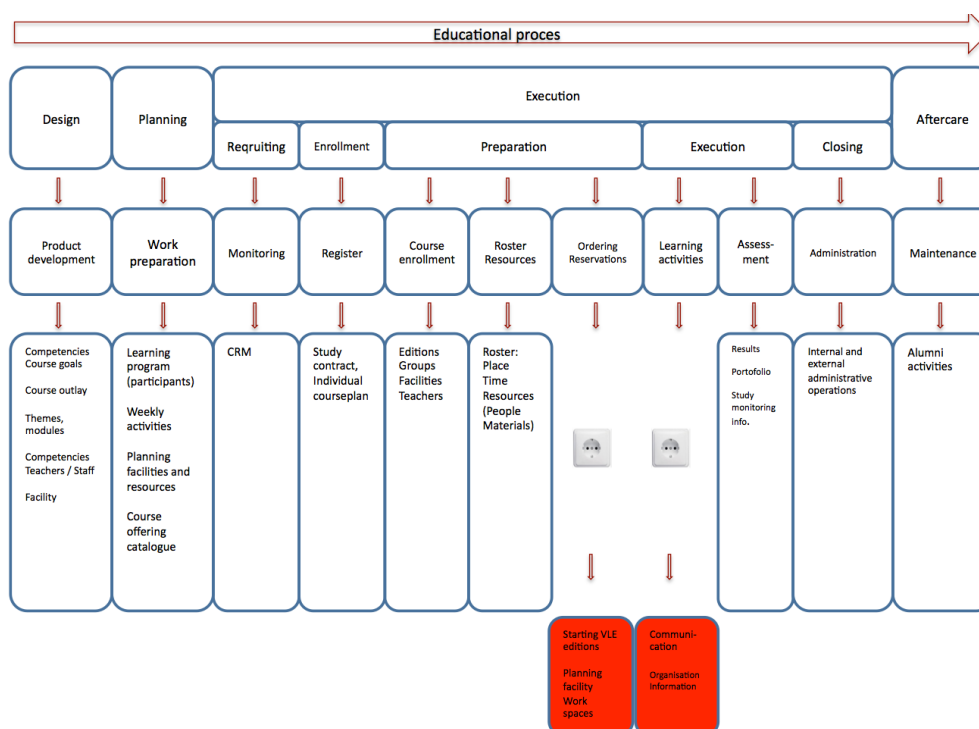 Educational proces
Design
Planning
Execution
Aftercare
Reqruiting
Enrollment
Preparation
Execution
Closing
Product
development
Work
preparation
Monitoring
Register
Course
enrollment
Roster
Resources
Ordering
Reservations
Learning
activities
Assess-
ment
Administration
Maintenance
Competencies
Course goals
Course outlay
Themes,
modules
Competencies
Teachers / Staff
Facility
Learning
program
(participants)
Weekly
activities
Planning
facilities and
resources
Course
offering
catalogue
CRM
Study
contract,
Individual
courseplan
Editions
Groups
Facilities
Teachers
Roster:
Place
Time
Resources
(People
Materials)
Results
Portofolio
Study
monitoring
info.
Internal and
external
administrative
operations
Alumni
activities
Starting VLE
editions
Planning
facility
Work
spaces
Communi-
cation
Organisation
Information